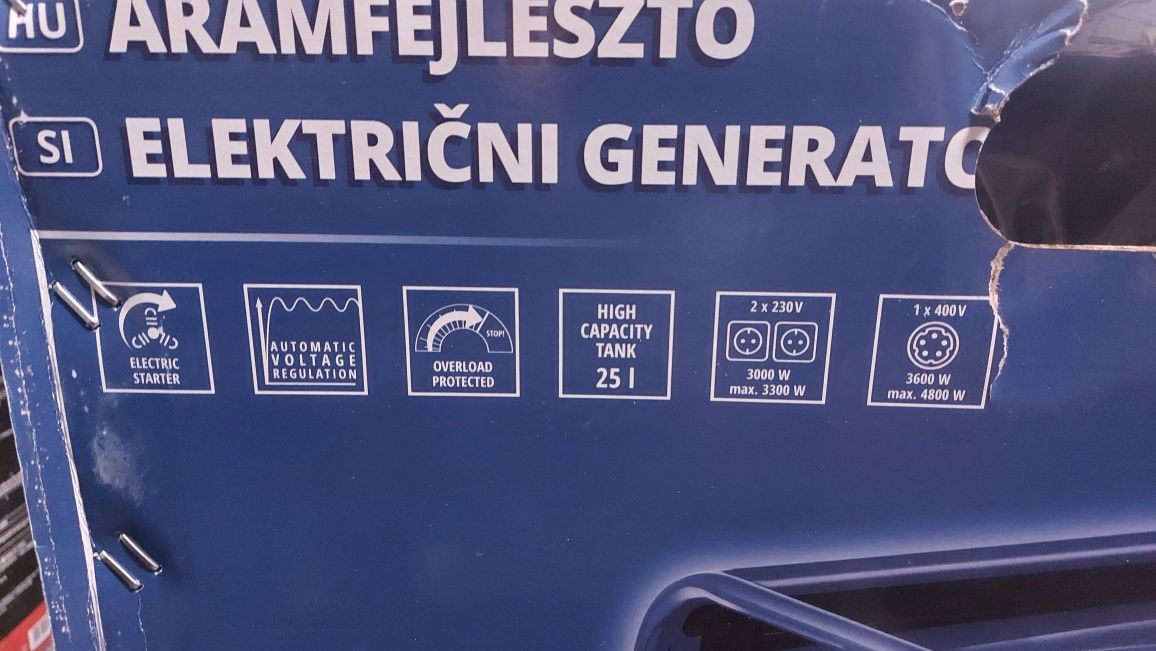 HU ÁRAMFEJLESZTŐ
SI ELEKTRIČNI GENERATO
ELECTRIC
STARTER
AUTOMATIC
VOLTAGE
REGULATION
STOP!
OVERLOAD
PROTECTED
HIGH
CAPACITY
TANK
25 l
2 x 230V
3000 W
max. 3300 W
1 x 400V
3600 W
max. 4800 W